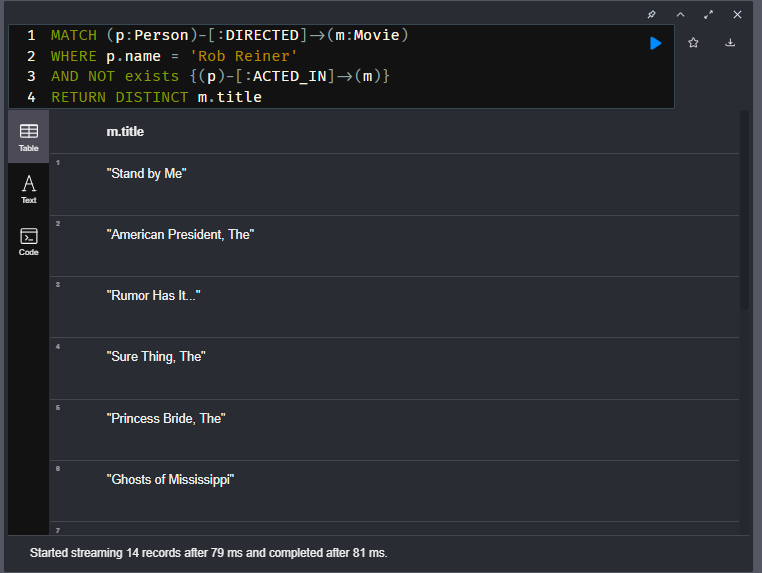 1 MATCH (p:Person)-[:DIRECTED]->(m:Movie)
2 WHERE p.name = 'Rob Reiner'
3 AND NOT exists {(p)-[:ACTED_IN]->(m)}
4 RETURN DISTINCT m.title
Table
m.title
1
"Stand by Me"
Text
2
"American President, The"
Code
3
"Rumor Has It..."
4
"Sure Thing, The"
5
"Princess Bride, The"
6
"Ghosts of Mississippi"
7
Started streaming 14 records after 79 ms and completed after 81 ms.